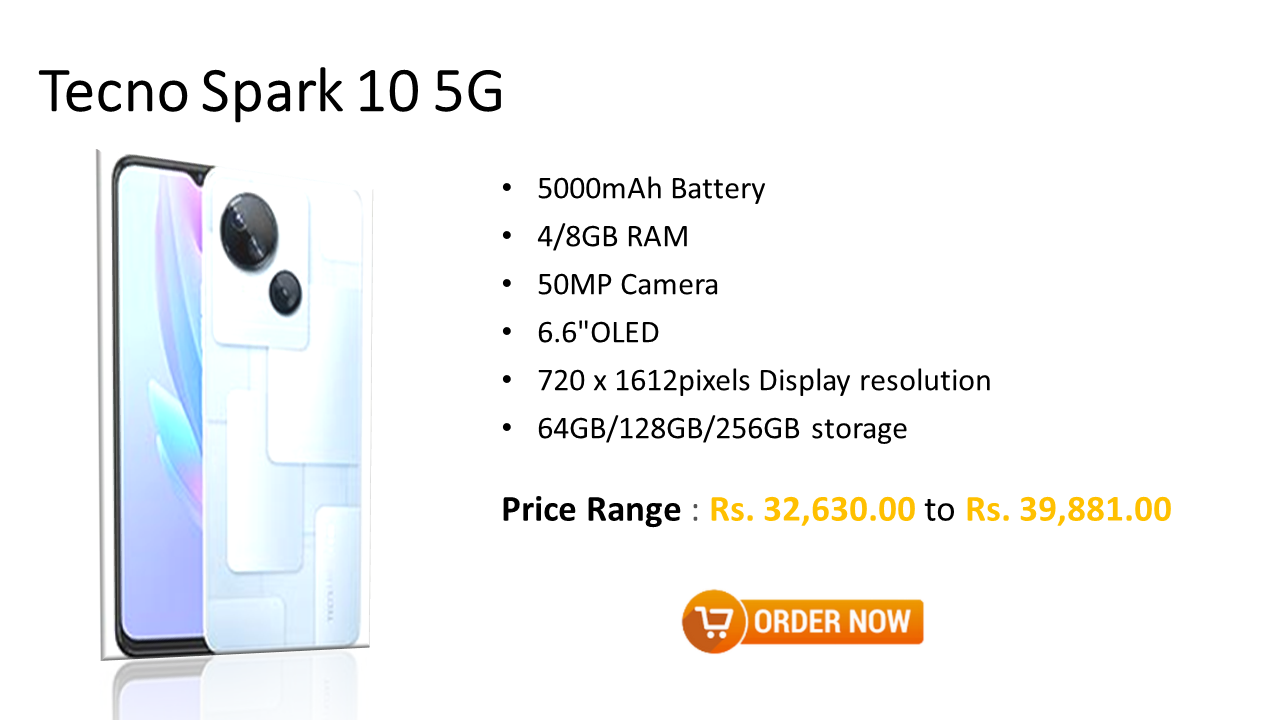 Tecno Spark 10 5G
• 5000mAh Battery
• 4/8GB RAM
• 50MP Camera
• 6.6"OLED
• 720 x 1612pixels Display resolution
• 64GB/128GB/256GB storage
Price Range : Rs. 32,630.00 to Rs. 39,881.00
ORDER NOW